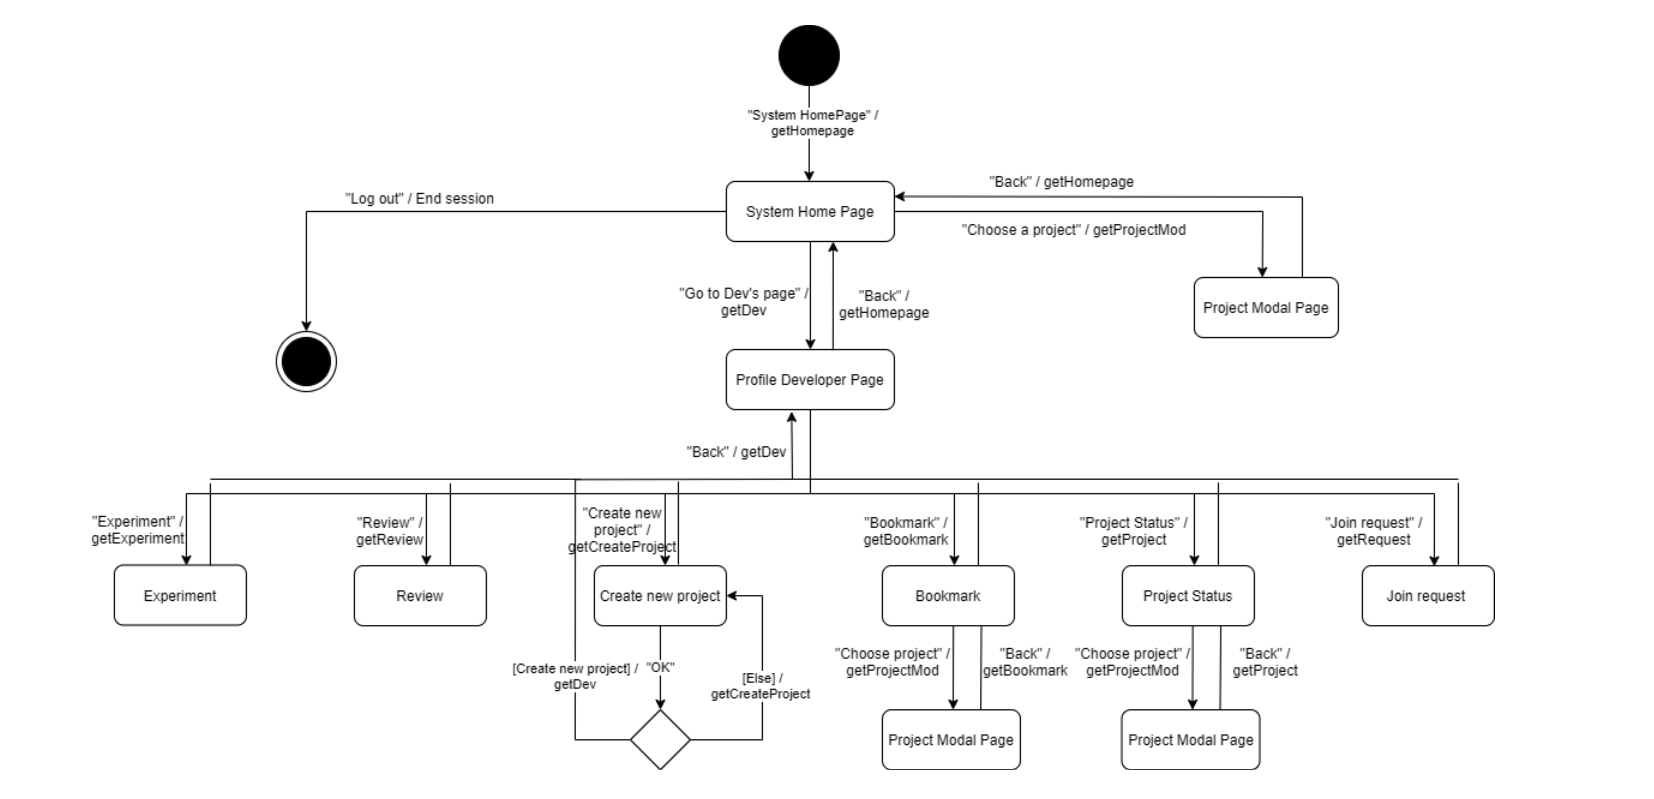 "System HomePage" /
getHomepage
"Back" / getHomepage
"Log out" / End session
System Home Page
"Choose a project" / getProjectMod
"Go to Dev's page" /
getDev
"Back" /
getHomepage
Project Modal Page
Profile Developer Page
"Back" / getDev
"Experiment" /
getExperiment
"Review" /
getReview
"Create new
project" /
getCreateProject
"Bookmark" /
getBookmark
"Project Status" /
getProject
"Join request" /
getRequest
Experiment
Review
Create new project
Bookmark
Project Status
Join request
[Create new project] /
getDev
"OK"
[Else] /
getCreateProject
"Choose project" /
getProjectMod
"Back" /
getBookmark
"Choose project" /
getProjectMod
"Back" /
getProject
Project Modal Page
Project Modal Page